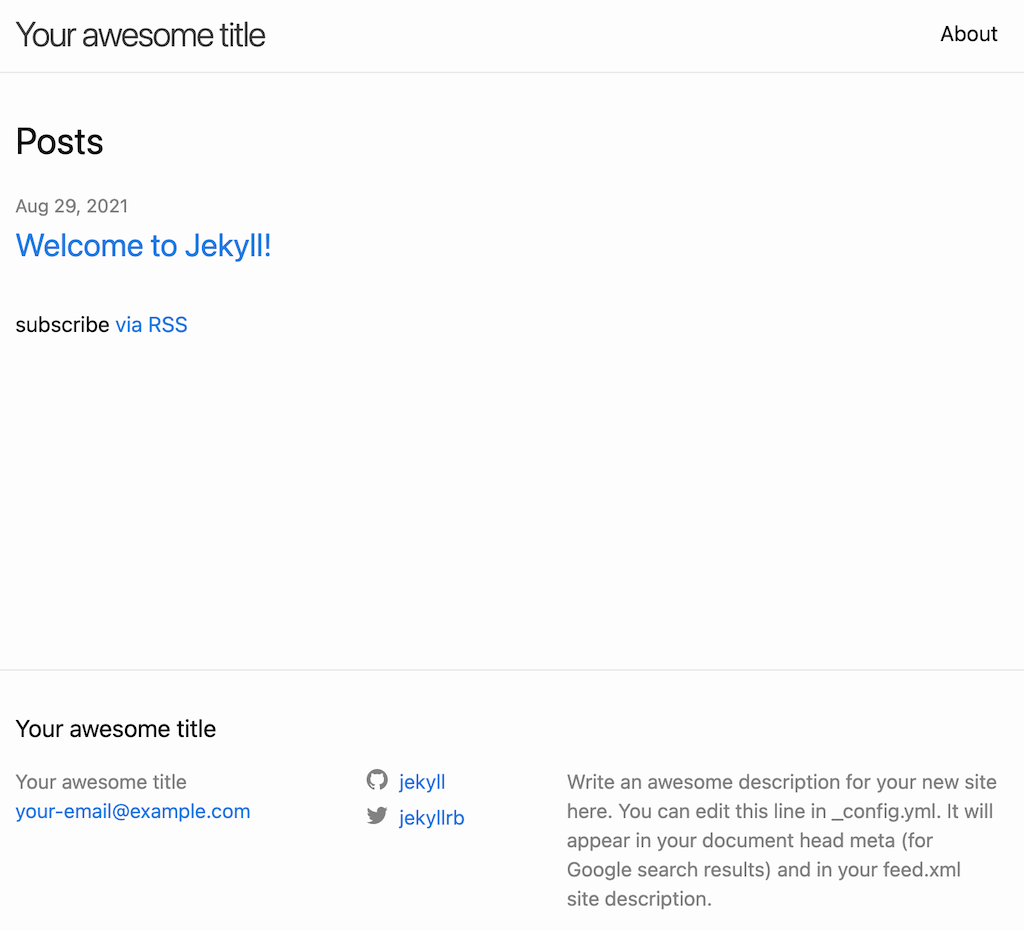 Your awesome title
About
Posts
Aug 29, 2021
Welcome to Jekyll!
subscribe via RSS
Your awesome title
Your awesome title
your-email@example.com
jekyll
jekyllrb
Write an awesome description for your new site
here. You can edit this line in _config.yml. It will
appear in your document head meta (for
Google search results) and in your feed.xml
site description.